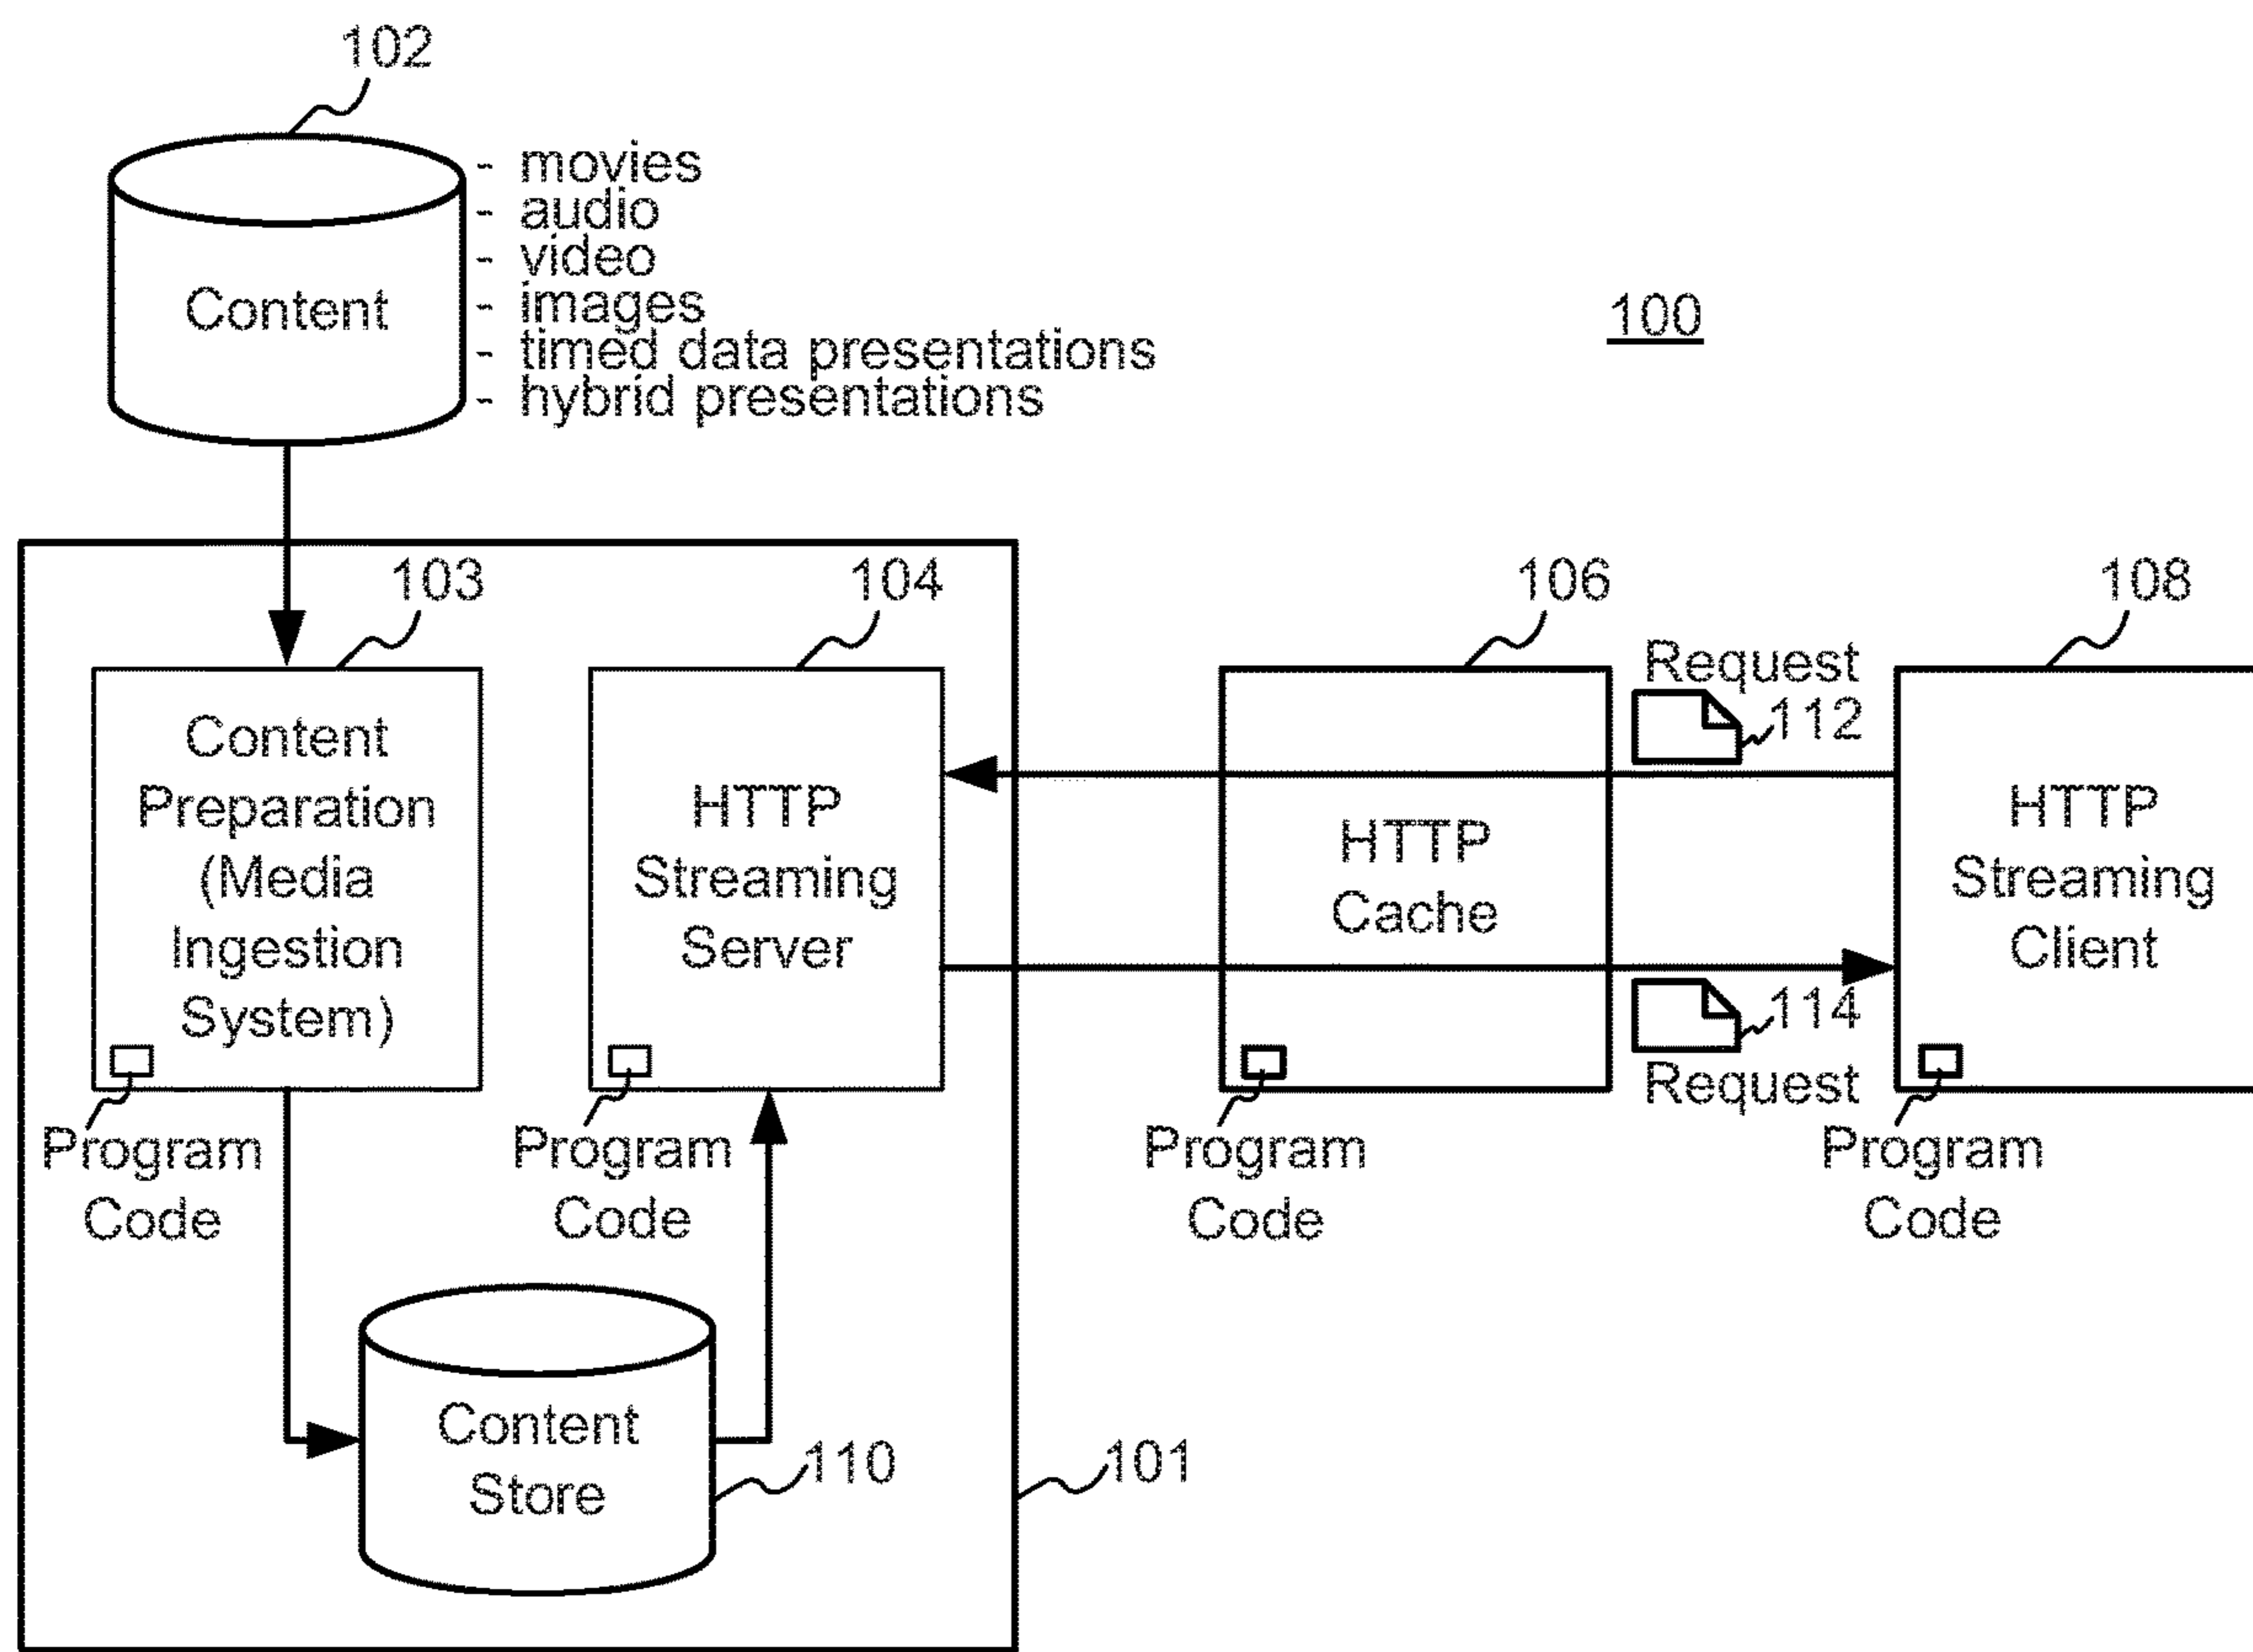 102
- movies
- audio
- video
- images
- timed data presentations
- hybrid presentations
Content
100
103
104
106
108
Content
Preparation
(Media
Ingestion
System)
HTTP
Streaming
Server
HTTP
Cache
Request
112
HTTP
Streaming
Client
114
Request
Program
Code
Program
Code
Program
Code
Program
Code
Content
Store
110
101